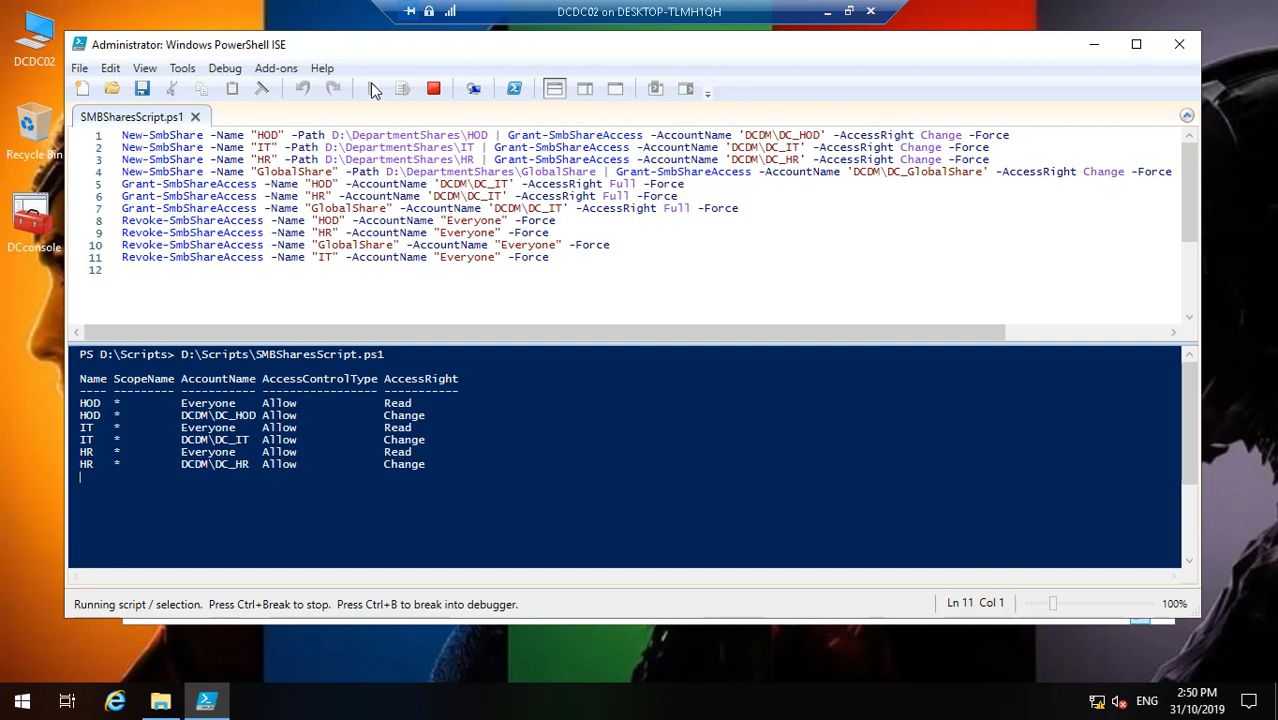 DCDC02 on DESKTOP-TLMH1QH
DCDC02
Recycle Bin
DCconsole
Administrator: Windows PowerShell ISE
File Edit View Tools Debug Add-ons Help
SMBSharesScript.ps1
1 New-SmbShare -Name "HOD" -Path D:\DepartmentShares\HOD | Grant-SmbShareAccess -AccountName 'DCDM\DC_HOD' -AccessRight Change -Force
2 New-SmbShare -Name "IT" -Path D:\DepartmentShares\IT | Grant-SmbShareAccess -AccountName 'DCDM\DC_IT' -AccessRight Change -Force
3 New-SmbShare -Name "HR" -Path D:\DepartmentShares\HR | Grant-SmbShareAccess -AccountName 'DCDM\DC_HR' -AccessRight Change -Force
4 New-SmbShare -Name "GlobalShare" -Path D:\DepartmentShares\GlobalShare | Grant-SmbShareAccess -AccountName 'DCDM\DC_GlobalShare' -AccessRight Change -Force
5 Grant-SmbShareAccess -Name "HOD" -AccountName 'DCDM\DC_IT' -AccessRight Full -Force
6 Grant-SmbShareAccess -Name "HR" -AccountName 'DCDM\DC_IT' -AccessRight Full -Force
7 Grant-SmbShareAccess -Name "GlobalShare" -AccountName 'DCDM\DC_IT' -AccessRight Full -Force
8 Revoke-SmbShareAccess -Name "HOD" -AccountName "Everyone" -Force
9 Revoke-SmbShareAccess -Name "HR" -AccountName "Everyone" -Force
10 Revoke-SmbShareAccess -Name "GlobalShare" -AccountName "Everyone" -Force
11 Revoke-SmbShareAccess -Name "IT" -AccountName "Everyone" -Force
12
PS D:\Scripts> D:\Scripts\SMBSharesScript.ps1
Name ScopeName AccountName AccessControlType AccessRight
---- --------- ----------- ----------------- -----------
HOD * Everyone Allow Read
HOD * DCDM\DC_HOD Allow Change
IT * Everyone Allow Read
IT * DCDM\DC_IT Allow Change
HR * Everyone Allow Read
HR * DCDM\DC_HR Allow Change
Running script / selection. Press Ctrl+Break to stop. Press Ctrl+B to break into debugger.
Ln 11 Col 1
100%
ENG
2:50 PM
31/10/2019